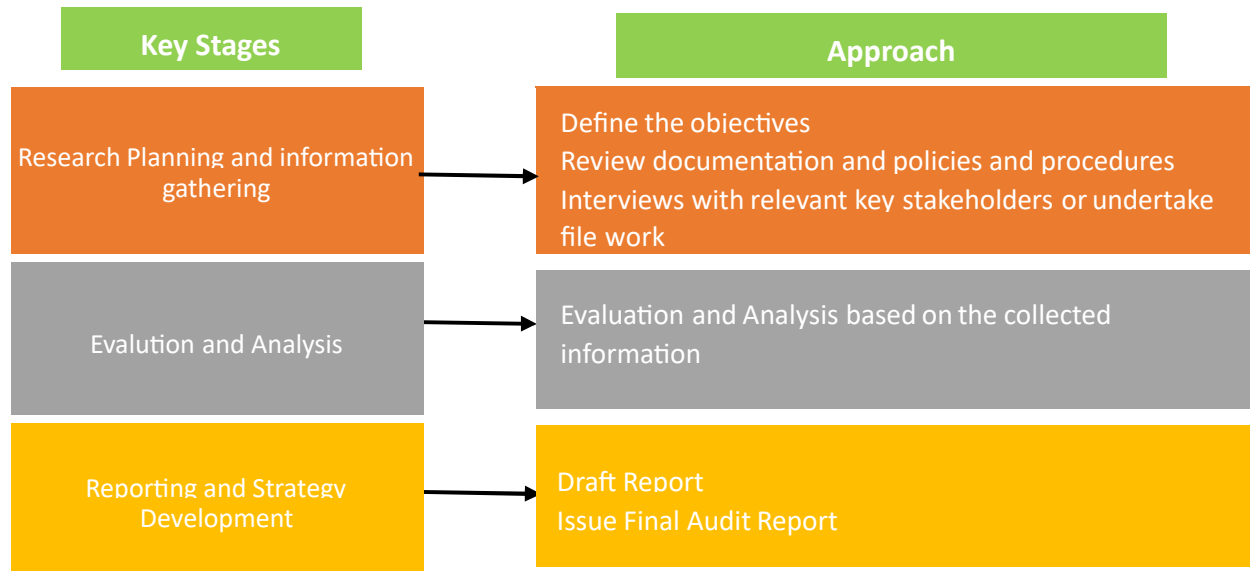 Key Stages
Approach
Research Planning and information
gathering
Define the objectives
Review documentation and policies and procedures
Interviews with relevant key stakeholders or undertake
file work
Evalution and Analysis
Evaluation and Analysis based on the collected
information
Reporting and Strategy
Development
Draft Report
Issue Final Audit Report